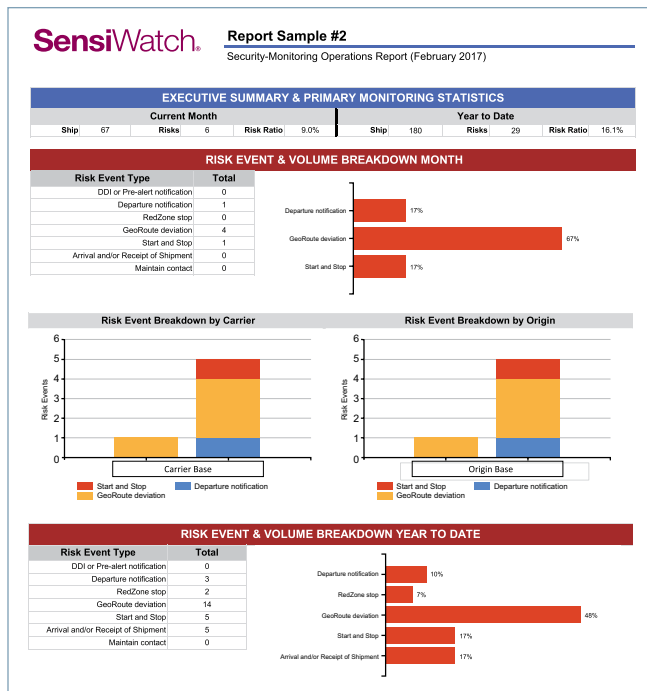 SensiWatch®
Report Sample #2
Security-Monitoring Operations Report (February 2017)
EXECUTIVE SUMMARY & PRIMARY MONITORING STATISTICS
Current Month Year to Date
Ship 67 Risks 6 Risk Ratio 9.0% Ship 180 Risks 29 Risk Ratio 16.1%
RISK EVENT & VOLUME BREAKDOWN MONTH
Risk Event Type Total
DDI or Pre-alert notification 0
Departure notification 1
RedZone stop 0
GeoRoute deviation 4
Start and Stop 1
Arrival and/or Receipt of Shipment 0
Maintain contact 0
Departure notification 17%
GeoRoute deviation 67%
Start and Stop 17%
Risk Event Breakdown by Carrier
Risk Events
6
5
4
3
2
1
0
Carrier Base
Start and Stop Departure notification
GeoRoute deviation
Risk Event Breakdown by Origin
Risk Events
6
5
4
3
2
1
0
Origin Base
Start and Stop Departure notification
GeoRoute deviation
RISK EVENT & VOLUME BREAKDOWN YEAR TO DATE
Risk Event Type Total
DDI or Pre-alert notification 0
Departure notification 3
RedZone stop 2
GeoRoute deviation 14
Start and Stop 5
Arrival and/or Receipt of Shipment 5
Maintain contact 0
Departure notification 10%
RedZone stop 7%
GeoRoute deviation 48%
Start and Stop 17%
Arrival and/or Receipt of Shipment 17%